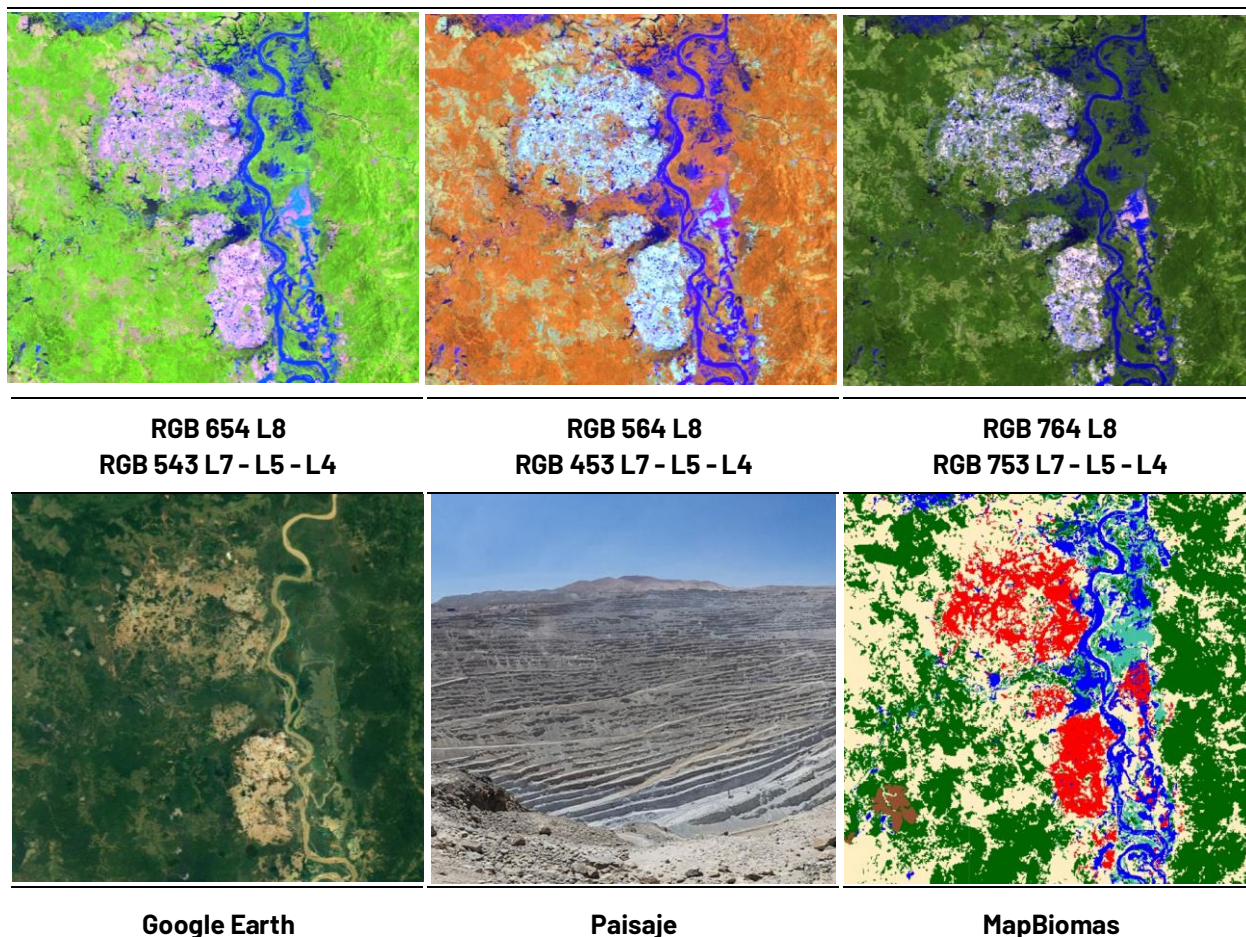 RGB 654 L8
RGB 543 L7 - L5 - L4
RGB 564 L8
RGB 453 L7 - L5 - L4
RGB 764 L8
RGB 753 L7 - L5 - L4
Google Earth
Paisaje
MapBiomas